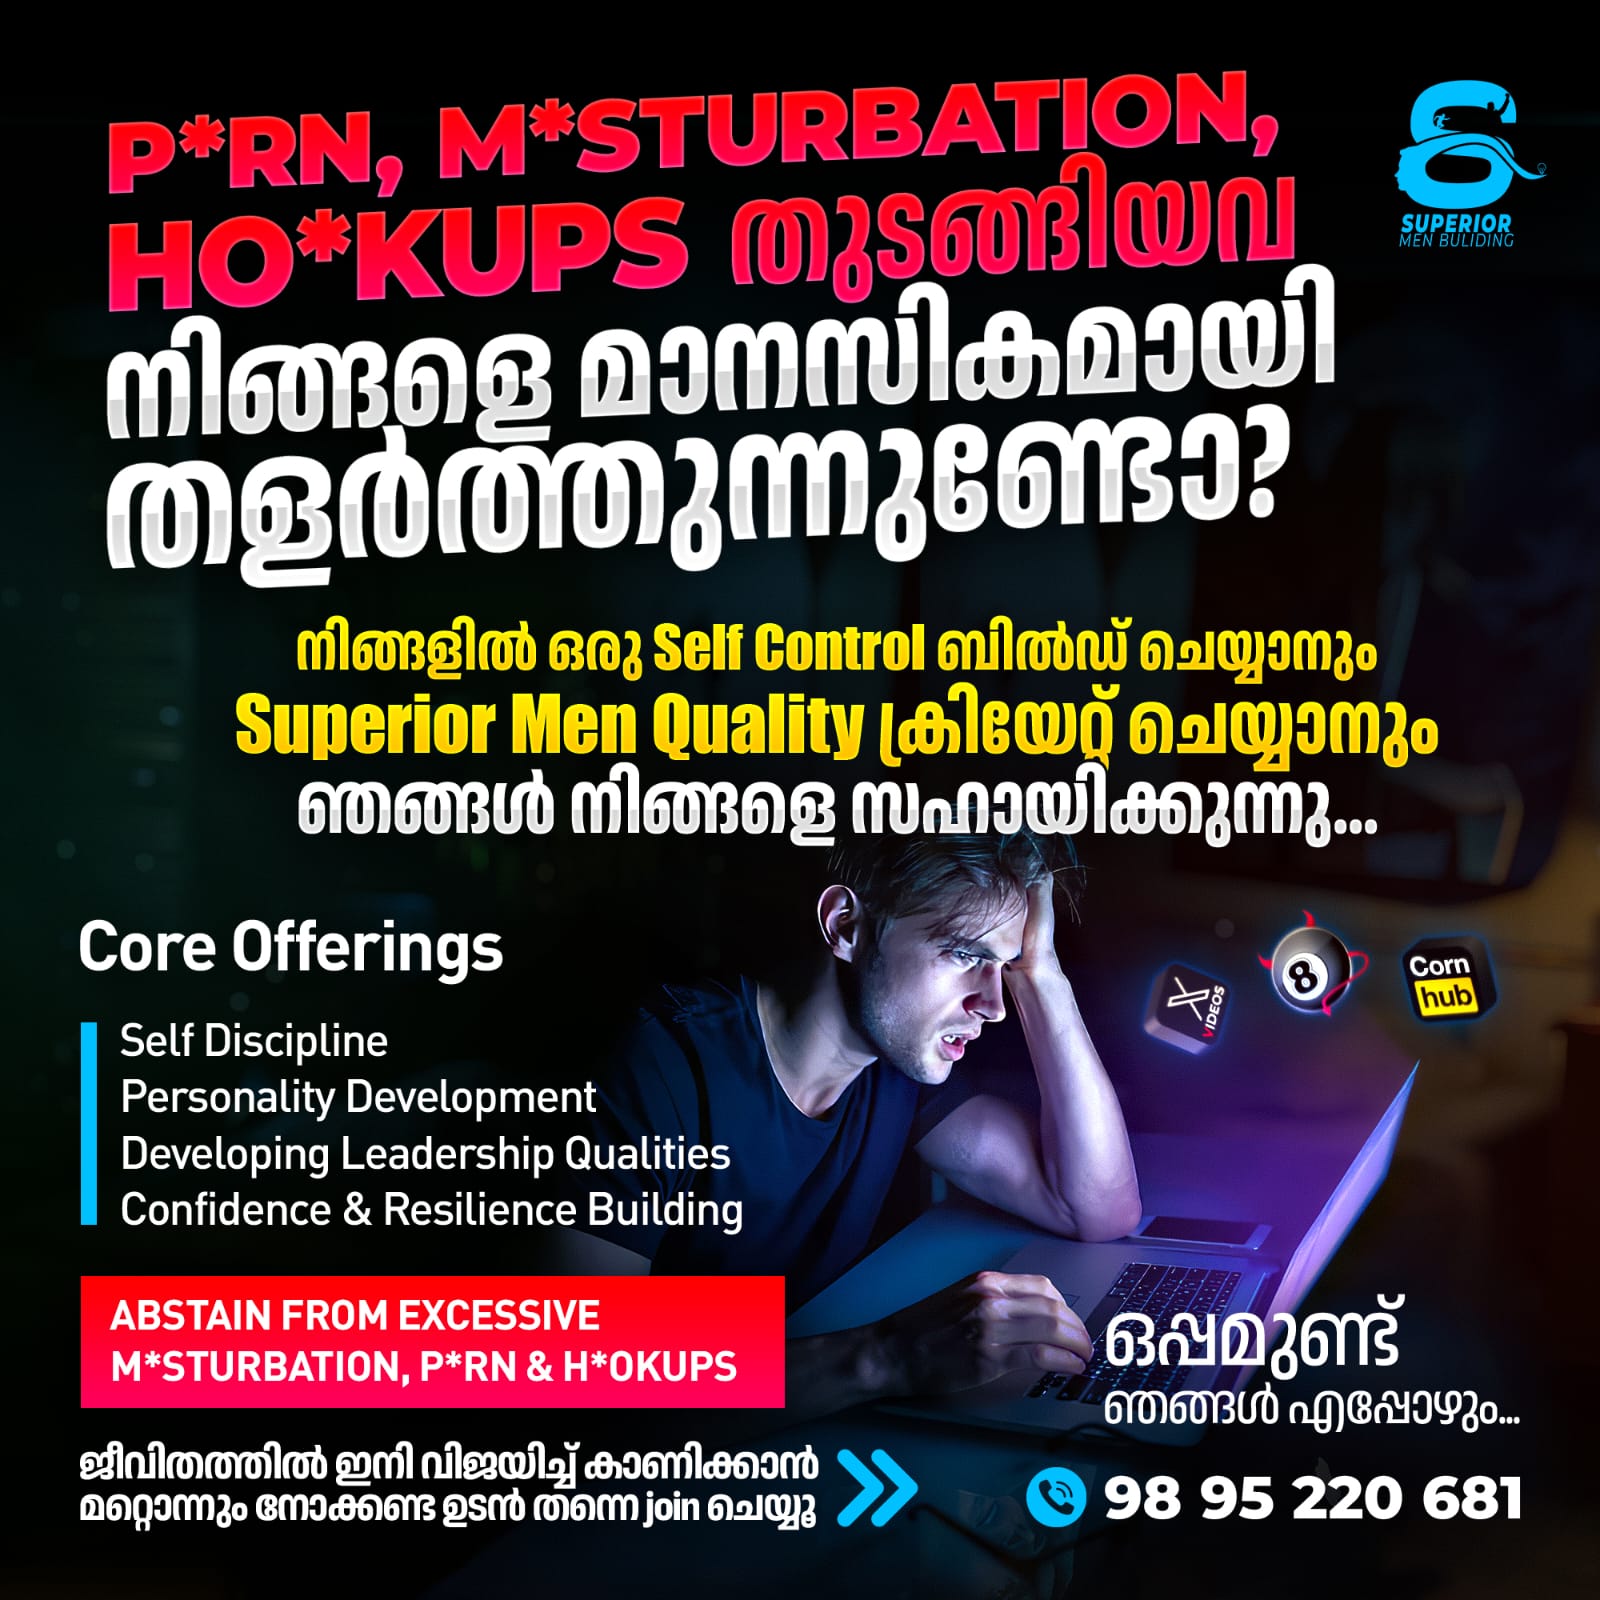 P*RN, M*STURBATION,
HO*KUPS തുടങ്ങിയവ
നിങ്ങളെ മാനസികമായി
തളർത്തുന്നുണ്ടോ?
SUPERIOR
MEN BULIDING
നിങ്ങളിൽ ഒരു Self Control ബിൽഡ് ചെയ്യാനും
Superior Men Quality ക്രിയേറ്റ് ചെയ്യാനും
ഞങ്ങൾ നിങ്ങളെ സഹായിക്കുന്നു...
Core Offerings
Self Discipline
Personality Development
Developing Leadership Qualities
Confidence & Resilience Building
X VIDEOS
8
Corn
hub
ABSTAIN FROM EXCESSIVE
M*STURBATION, P*RN & H*OKUPS
ഒപ്പമുണ്ട്
ഞങ്ങൾ എപ്പോഴും...
ജീവിതത്തിൽ ഇനി വിജയിച്ച് കാണിക്കാൻ
മറ്റൊന്നും നോക്കണ്ട ഉടൻ തന്നെ join ചെയ്യൂ
98 95 220 681